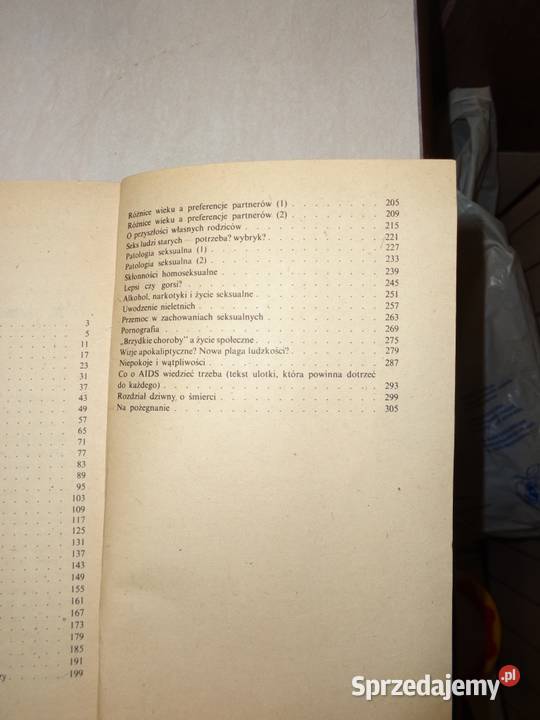 3
5
11
17
23
31
37
43
49
57
65
71
77
83
89
95
103
109
117
125
131
137
143
149
155
161
167
173
179
185
191
ry . 199
Różnice wieku a preferencje partnerów (1) . . . . . . . 205
Różnice wieku a preferencje partnerów (2) . . . . . . . 209
O przyszłości własnych rodziców . . . . . . . . . 215
Seks ludzi starych — potrzeba? wybryk? . . . . . . . . 221
Patologia seksualna (1) . . . . . . . . . . . 227
Patologia seksualna (2) . . . . . . . . . . . 233
Skłonności homoseksualne . . . . . . . . . . 239
Lepsi czy gorsi? . . . . . . . . . . . . 245
Alkohol, narkotyki i życie seksualne . . . . . . . . 251
Uwodzenie nieletnich . . . . . . . . . . . 257
Przemoc w zachowaniach seksualnych . . . . . . . . 263
Pornografia . . . . . . . . . . . . . 269
„Brzydkie choroby" a życie społeczne . . . . . . . . 275
Wizje apokaliptyczne? Nowa plaga ludzkości? . . . . . . 279
Niepokoje i wątpliwości . . . . . . . . . . 287
Co o AIDS wiedzieć trzeba (tekst ulotki, która powinna dotrzeć
do każdego) . . . . . . . . . . . . . 293
Rozdział dziwny, o śmierci . . . . . . . . . . 299
Na pożegnanie . . . . . . . . . . . . 305
Sprzedajemy.pl